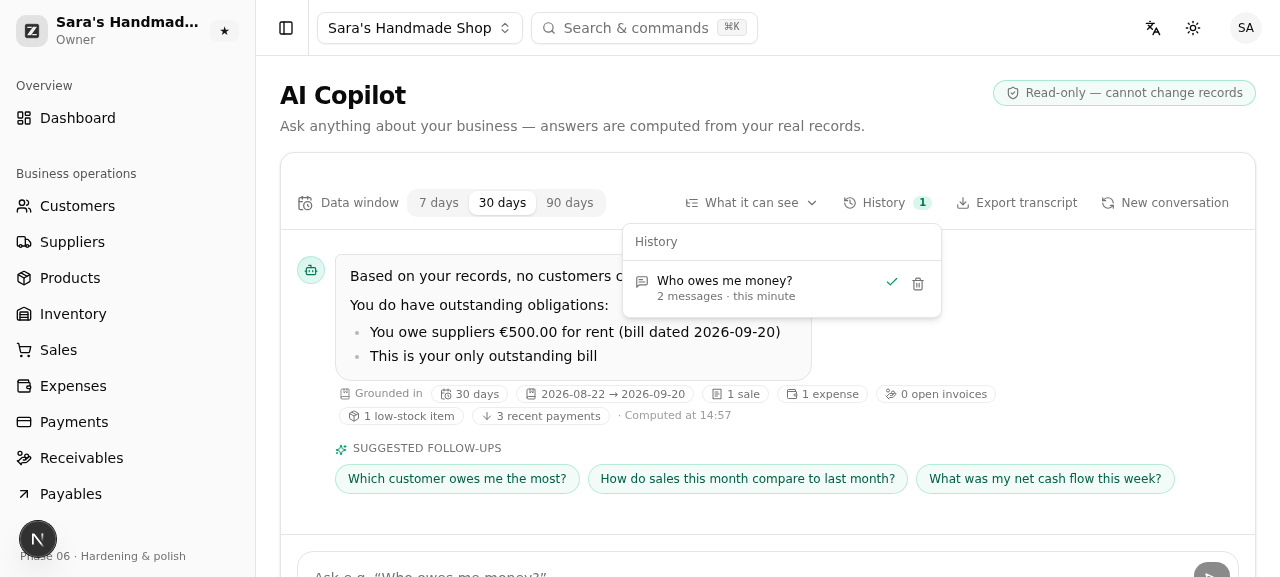 Sara's Handmad...
Owner
★
Overview
Dashboard
Business operations
Customers
Suppliers
Products
Inventory
Sales
Expenses
Payments
Receivables
Payables
Phase 06 · Hardening & polish
N
Sara's Handmade Shop
Search & commands
⌘K
SA
AI Copilot
Read-only — cannot change records
Ask anything about your business — answers are computed from your real records.
Data window
7 days
30 days
90 days
What it can see
History 1
Export transcript
New conversation
History
Who owes me money?
2 messages · this minute
Based on your records, no customers
You do have outstanding obligations:
• You owe suppliers €500.00 for rent (bill dated 2026-09-20)
• This is your only outstanding bill
Grounded in
30 days
2026-08-22 → 2026-09-20
1 sale
1 expense
0 open invoices
1 low-stock item
3 recent payments
· Computed at 14:57
SUGGESTED FOLLOW-UPS
Which customer owes me the most?
How do sales this month compare to last month?
What was my net cash flow this week?
Ask e.g. “Who owes me money?”